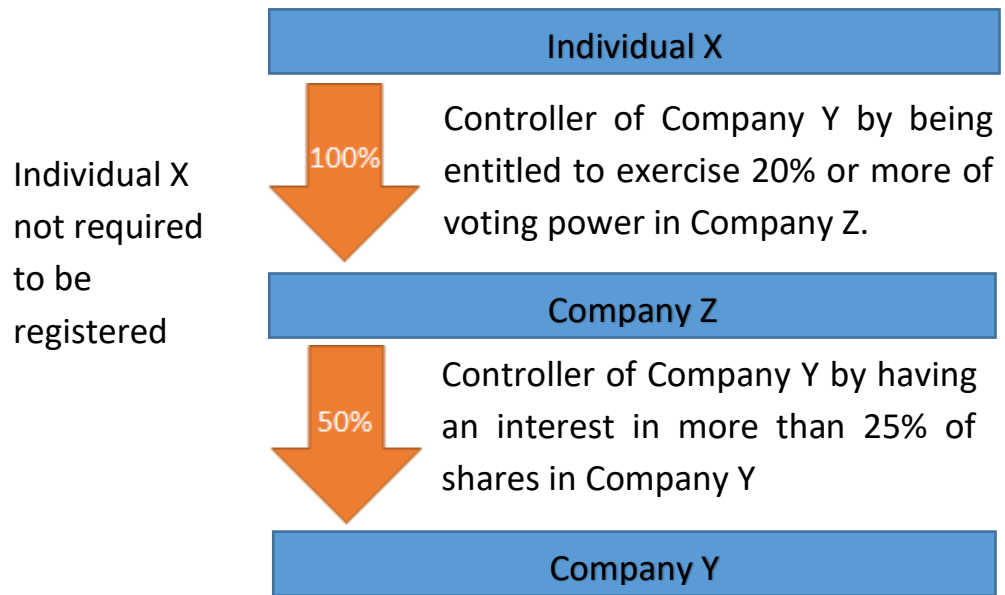 Individual X
Individual X
not required
to be
registered
100%
Controller of Company Y by being
entitled to exercise 20% or more of
voting power in Company Z.
Company Z
50%
Controller of Company Y by having
an interest in more than 25% of
shares in Company Y
Company Y